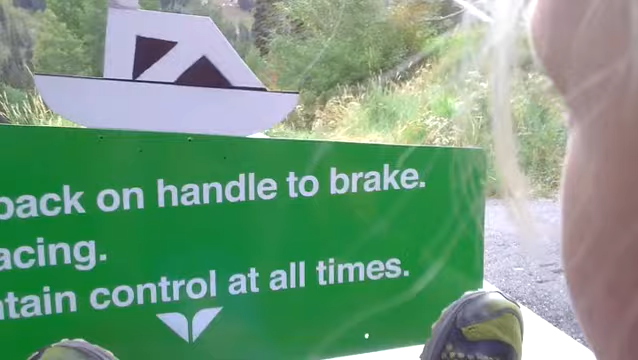 back on handle to brake.
acing.
ntain control at all times.